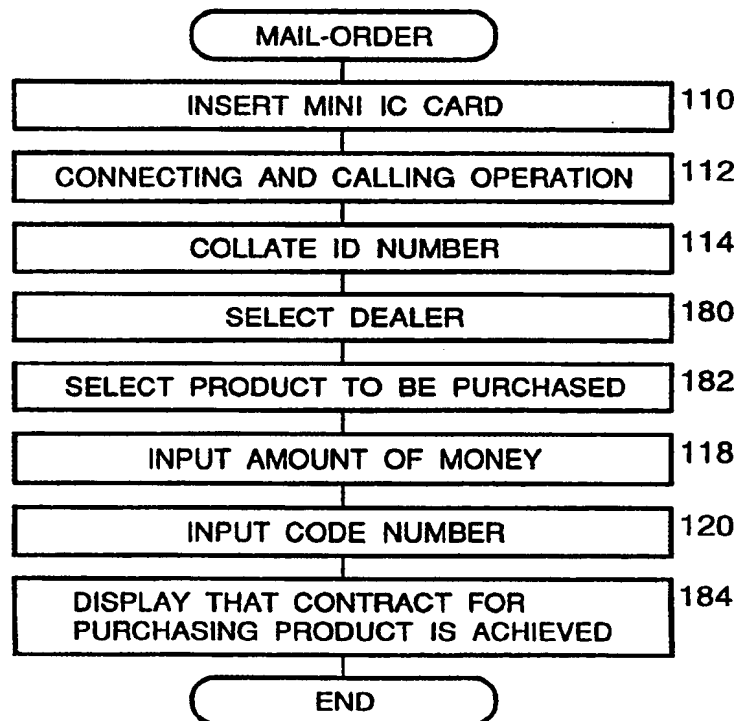 MAIL-ORDER
INSERT MINI IC CARD 110
CONNECTING AND CALLING OPERATION 112
COLLATE ID NUMBER 114
SELECT DEALER 180
SELECT PRODUCT TO BE PURCHASED 182
INPUT AMOUNT OF MONEY 118
INPUT CODE NUMBER 120
DISPLAY THAT CONTRACT FOR 184
PURCHASING PRODUCT IS ACHIEVED
END